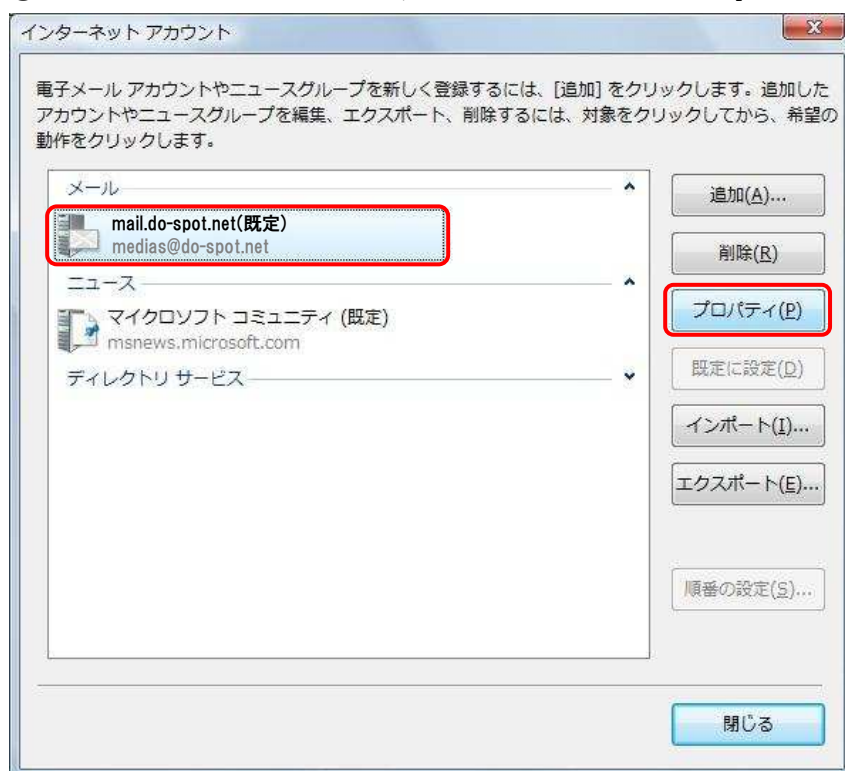 インターネット アカウント
電子メール アカウントやニュースグループを新しく登録するには、[追加] をクリックします。追加した
アカウントやニュースグループを編集、エクスポート、削除するには、対象をクリックしてから、希望の
動作をクリックします。
メール
mail.do-spot.net(既定)
medias@do-spot.net
ニュース
マイクロソフト コミュニティ (既定)
msnews.microsoft.com
ディレクトリ サービス
追加(A)...
削除(R)
プロパティ(P)
既定に設定(D)
インポート(I)...
エクスポート(E)...
順番の設定(S)...
閉じる